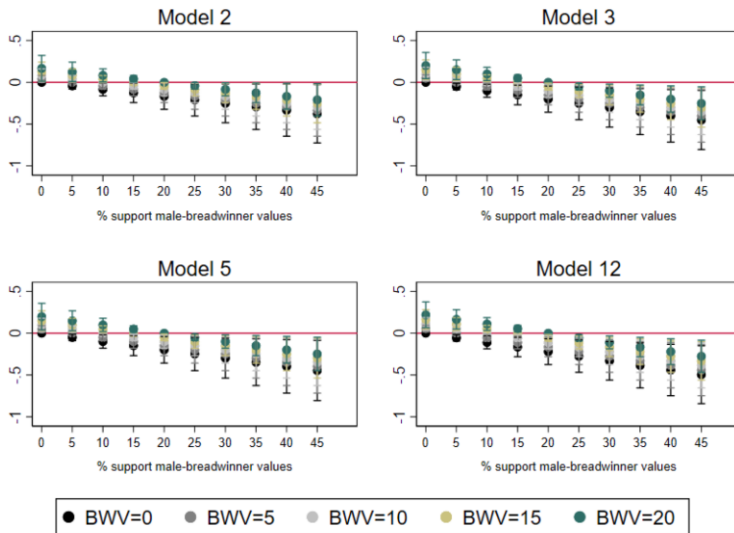 Model 2
.5
0
-.5
-1
0 5 10 15 20 25 30 35 40 45
% support male-breadwinner values
Model 3
.5
0
-.5
-1
0 5 10 15 20 25 30 35 40 45
% support male-breadwinner values
Model 5
.5
0
-.5
-1
0 5 10 15 20 25 30 35 40 45
% support male-breadwinner values
Model 12
.5
0
-.5
-1
0 5 10 15 20 25 30 35 40 45
% support male-breadwinner values
BWV=0 BWV=5 BWV=10 BWV=15 BWV=20